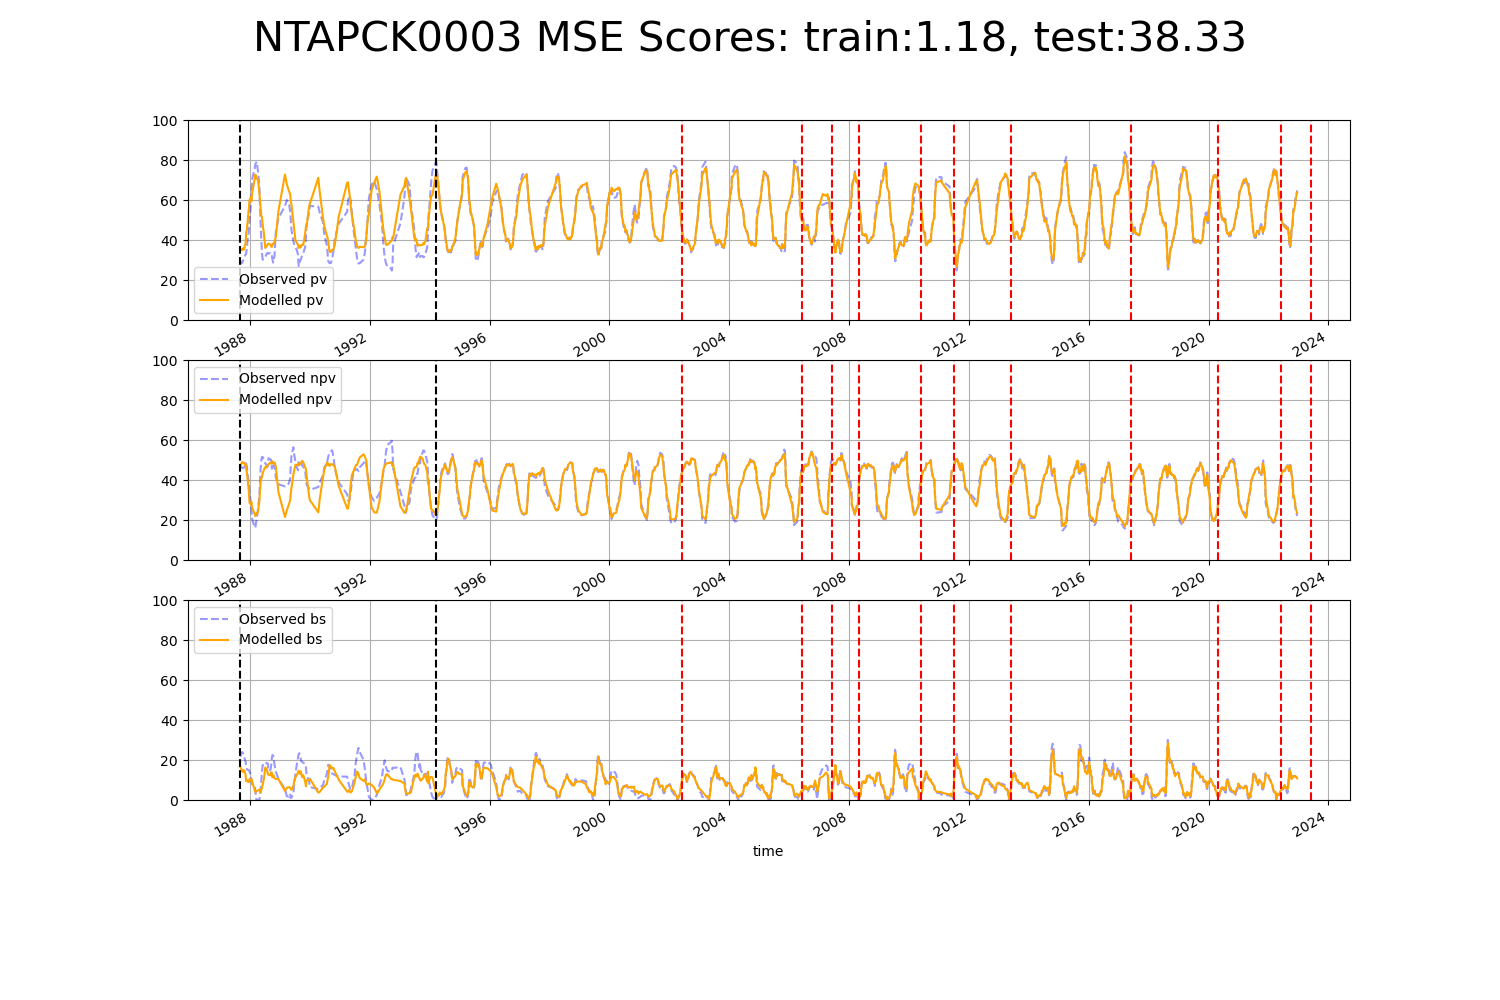 NTAPCK0003 MSE Scores: train:1.18, test:38.33
100
80
60
40
20
0
Observed pv
Modelled pv
1988 1992 1996 2000 2004 2008 2012 2016 2020 2024
100
80
60
40
20
0
Observed npv
Modelled npv
1988 1992 1996 2000 2004 2008 2012 2016 2020 2024
100
80
60
40
20
0
Observed bs
Modelled bs
1988 1992 1996 2000 2004 2008 2012 2016 2020 2024
time